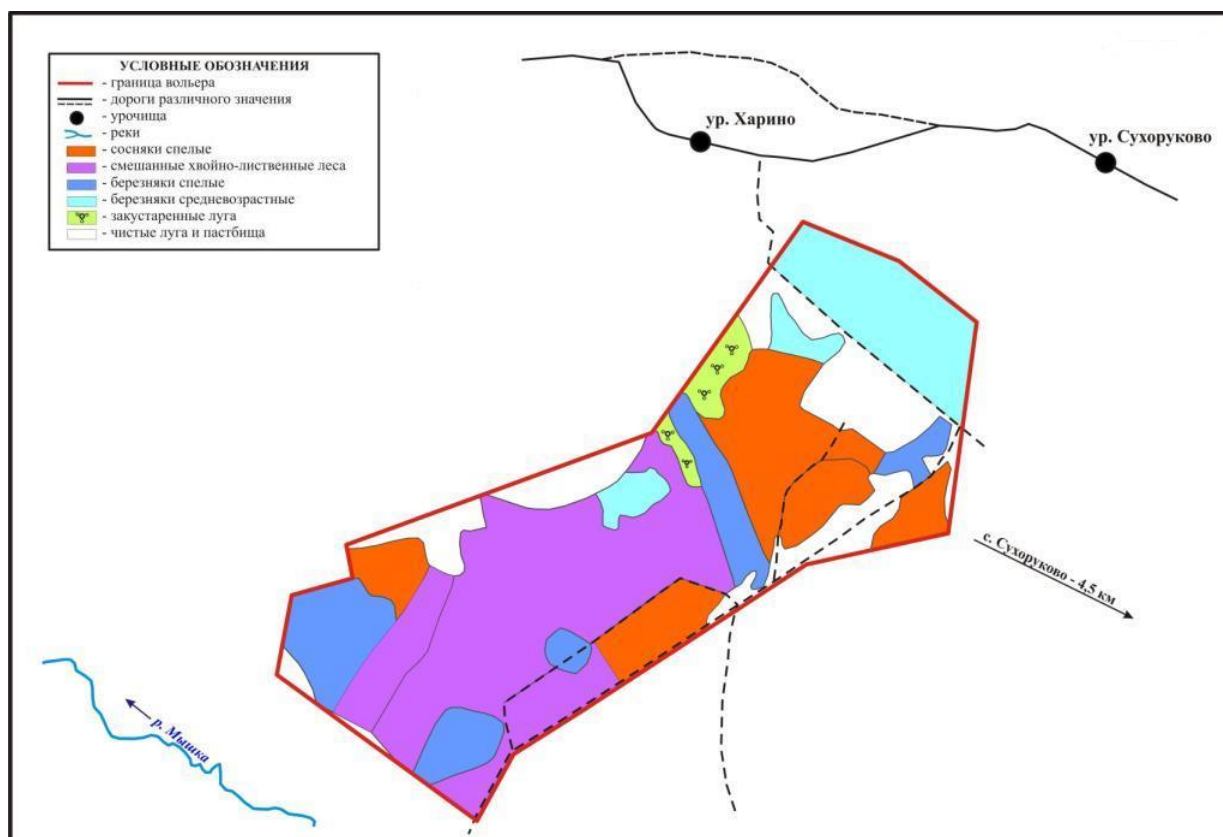 УСЛОВНЫЕ ОБОЗНАЧЕНИЯ
- граница вольера
- дороги различного значения
- урочища
- реки
- сосняки спелые
- смешанные хвойно-лиственные леса
- березняки спелые
- березняки средневозрастные
- закустаренные луга
- чистые луга и пастбища
ур. Харино
ур. Сухоруково
с. Сухоруково - 4,5 км
р. Мышка